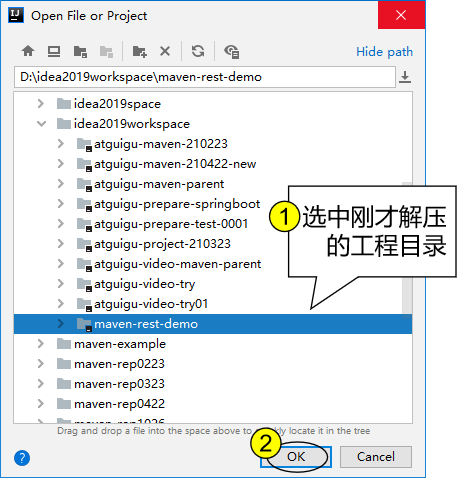 IJ
Open File or Project
Hide path
D:\idea2019workspace\maven-rest-demo
idea2019space
idea2019workspace
atguigu-maven-210223
atguigu-maven-210422-new
atguigu-maven-parent
atguigu-prepare-springboot
atguigu-prepare-test-0001
atguigu-project-210323
atguigu-video-maven-parent
atguigu-video-try
atguigu-video-try01
maven-rest-demo
maven-example
maven-rep0223
maven-rep0323
maven-rep0422
1 选中刚才解压
的工程目录
Drag and drop a file into the space above to locate it in the tree
2
OK
Cancel
?